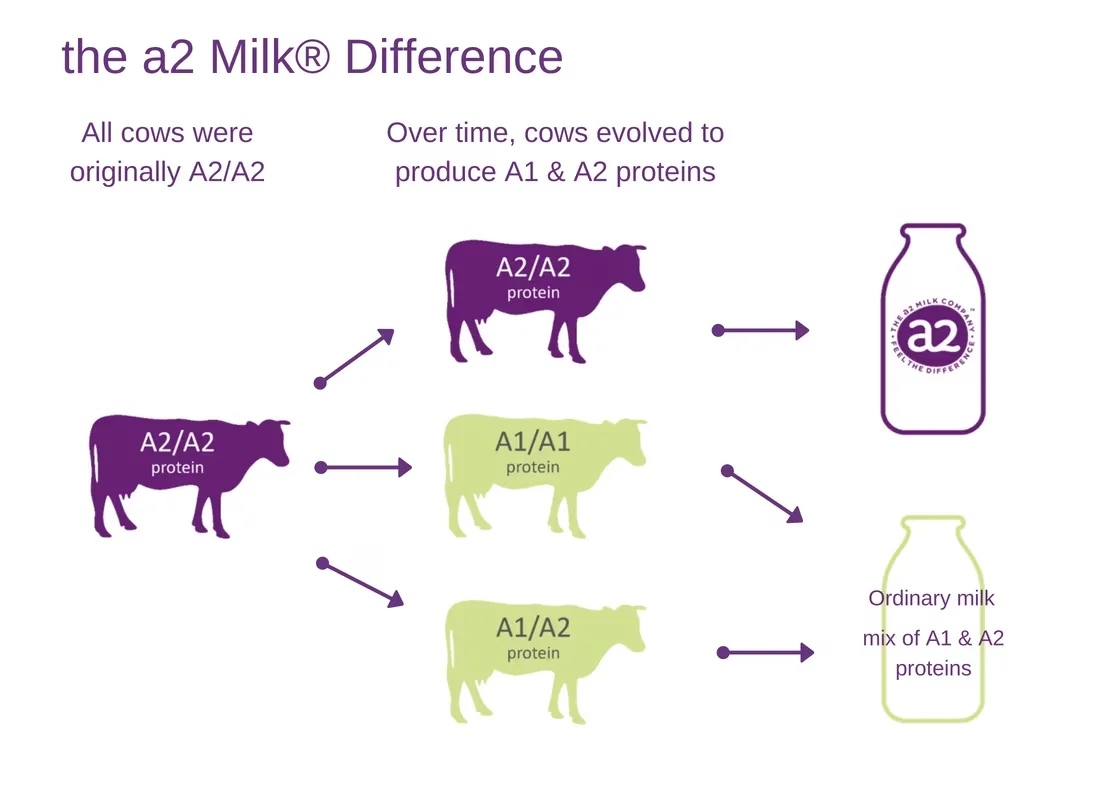 the a2 Milk® Difference
All cows were
originally A2/A2
Over time, cows evolved to
produce A1 & A2 proteins
A2/A2
protein
A2/A2
protein
A1/A1
protein
A1/A2
protein
THE a2 MILK COMPANY™
a2
FEEL THE DIFFERENCE
Ordinary milk
mix of A1 & A2
proteins